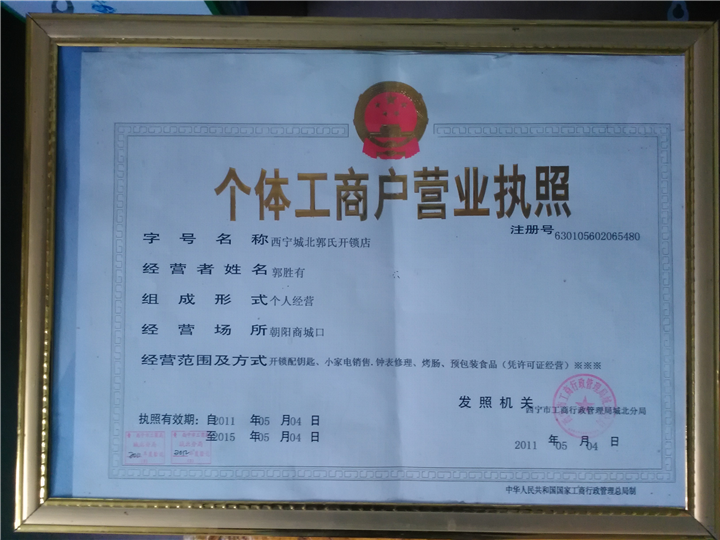 个体工商户营业执照
注册号 630105602065480
字号名称 西宁城北郭氏开锁店
经营者姓名 郭胜有
组成形式 个人经营
经营场所 朝阳商城口
经营范围及方式 开锁配钥匙、小家电销售.钟表修理、烤肠、预包装食品（凭许可证经营）※※※
发照机关 西宁市工商行政管理局城北分局
执照有效期：自2011 年05 月04 日
至2015 年05 月04 日
2011 年05 月04 日
中华人民共和国国家工商行政管理总局制